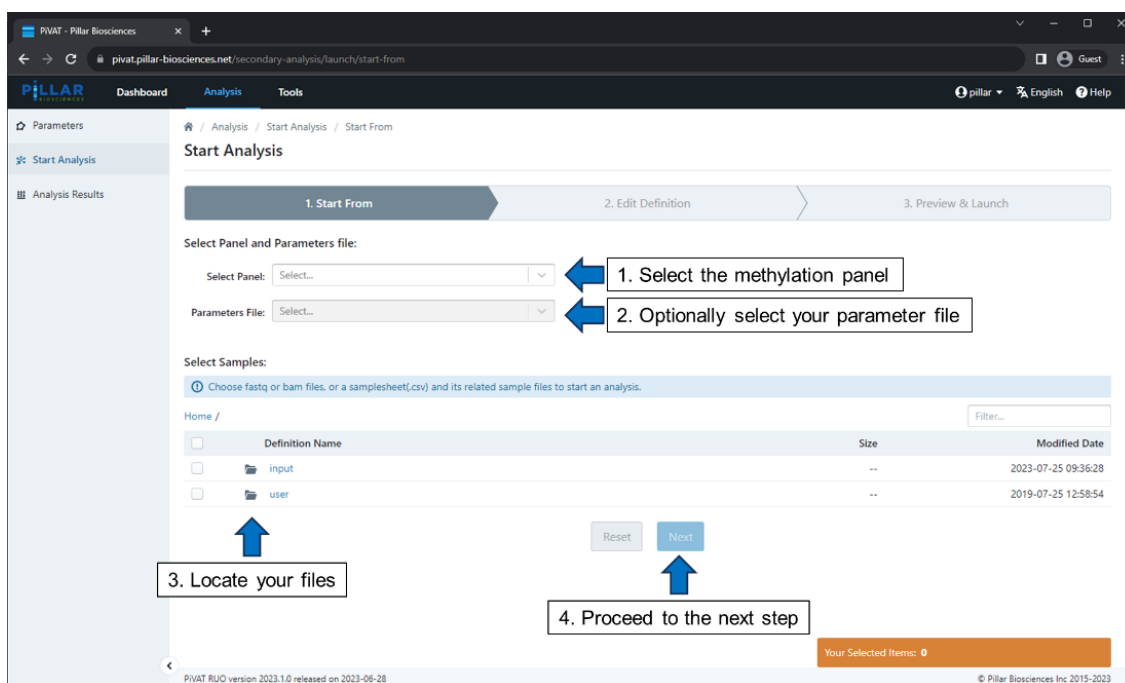 PiVAT - Pillar Biosciences
pivat.pillar-biosciences.net/secondary-analysis/launch/start-from
Guest
PiLLAR
BIOSCIENCES
Dashboard
Analysis
Tools
pillar
English
Help
Parameters
Start Analysis
Analysis Results
/ Analysis / Start Analysis / Start From
Start Analysis
1. Start From
2. Edit Definition
3. Preview & Launch
Select Panel and Parameters file:
Select Panel: Select...
1. Select the methylation panel
Parameters File: Select...
2. Optionally select your parameter file
Select Samples:
Choose fastq or bam files, or a samplesheet(.csv) and its related sample files to start an analysis.
Home /
Filter...
Definition Name Size Modified Date
input -- 2023-07-25 09:36:28
user -- 2019-07-25 12:58:54
Reset
Next
3. Locate your files
4. Proceed to the next step
Your Selected Items: 0
PiVAT RUO version 2023.1.0 released on 2023-06-28
© Pillar Biosciences Inc 2015-2023